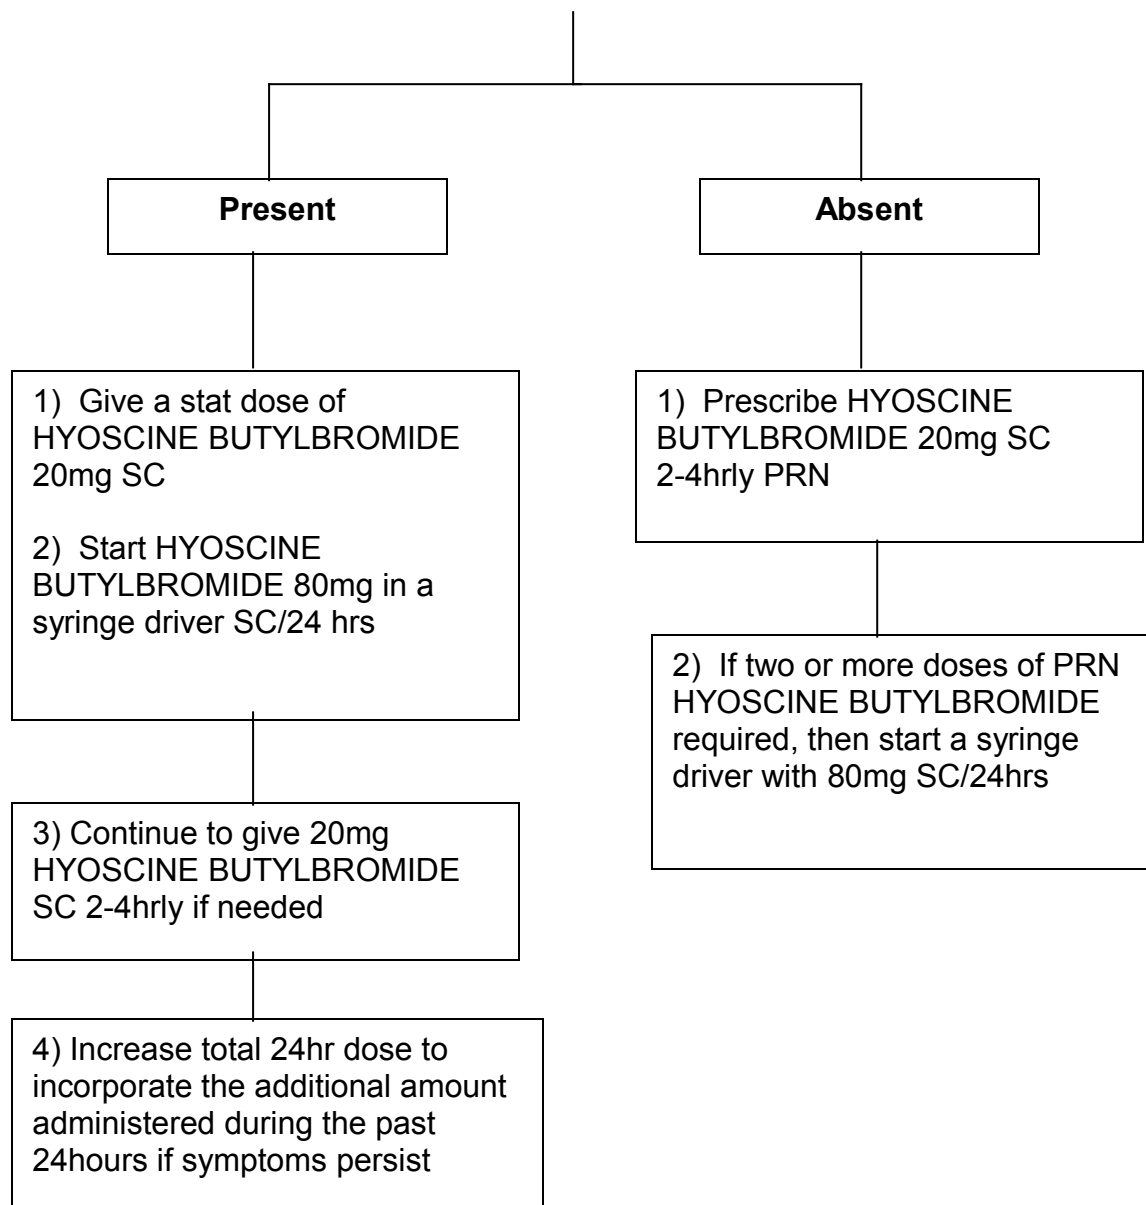 Present
1) Give a stat dose of
HYOSCINE BUTYLBROMIDE
20mg SC
2) Start HYOSCINE
BUTYLBROMIDE 80mg in a
syringe driver SC/24 hrs
3) Continue to give 20mg
HYOSCINE BUTYLBROMIDE
SC 2-4hrly if needed
4) Increase total 24hr dose to
incorporate the additional amount
administered during the past
24hours if symptoms persist
Absent
1) Prescribe HYOSCINE
BUTYLBROMIDE 20mg SC
2-4hrly PRN
2) If two or more doses of PRN
HYOSCINE BUTYLBROMIDE
required, then start a syringe
driver with 80mg SC/24hrs